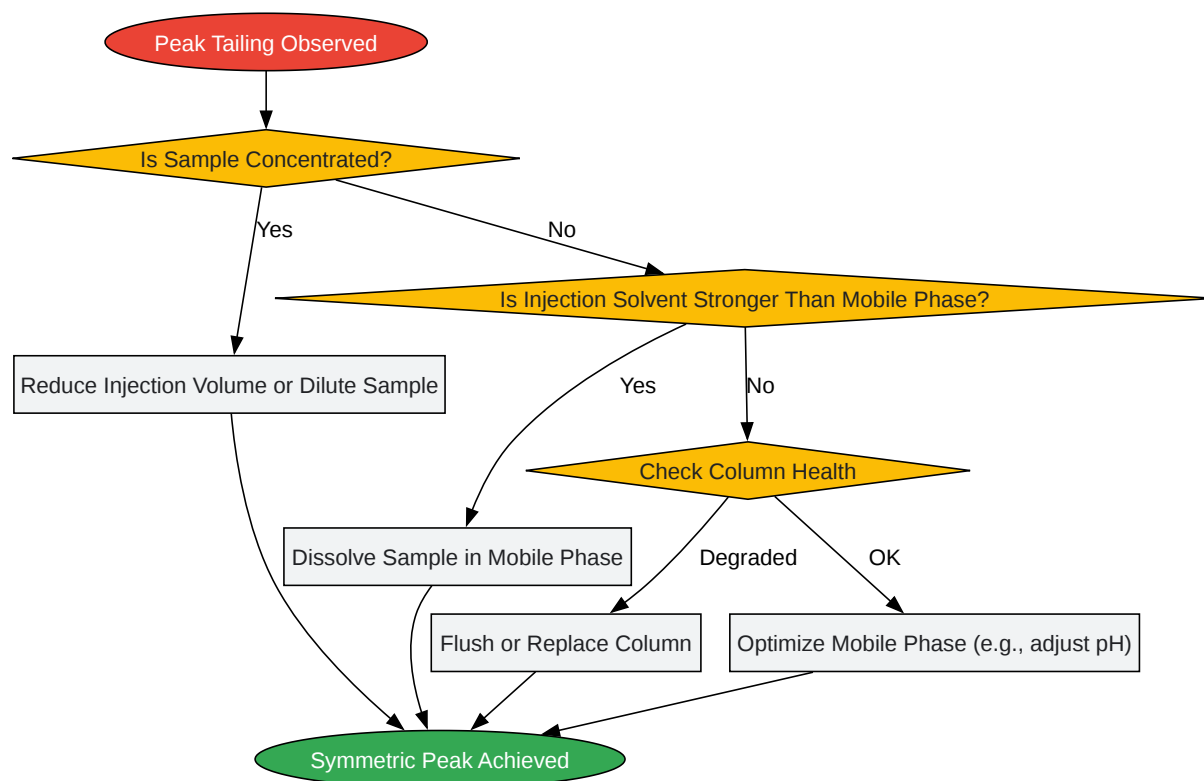 Peak Tailing Observed
Is Sample Concentrated?
Yes
No
Is Injection Solvent Stronger Than Mobile Phase?
Reduce Injection Volume or Dilute Sample
Yes
No
Check Column Health
Dissolve Sample in Mobile Phase
Degraded
OK
Flush or Replace Column
Optimize Mobile Phase (e.g., adjust pH)
Symmetric Peak Achieved